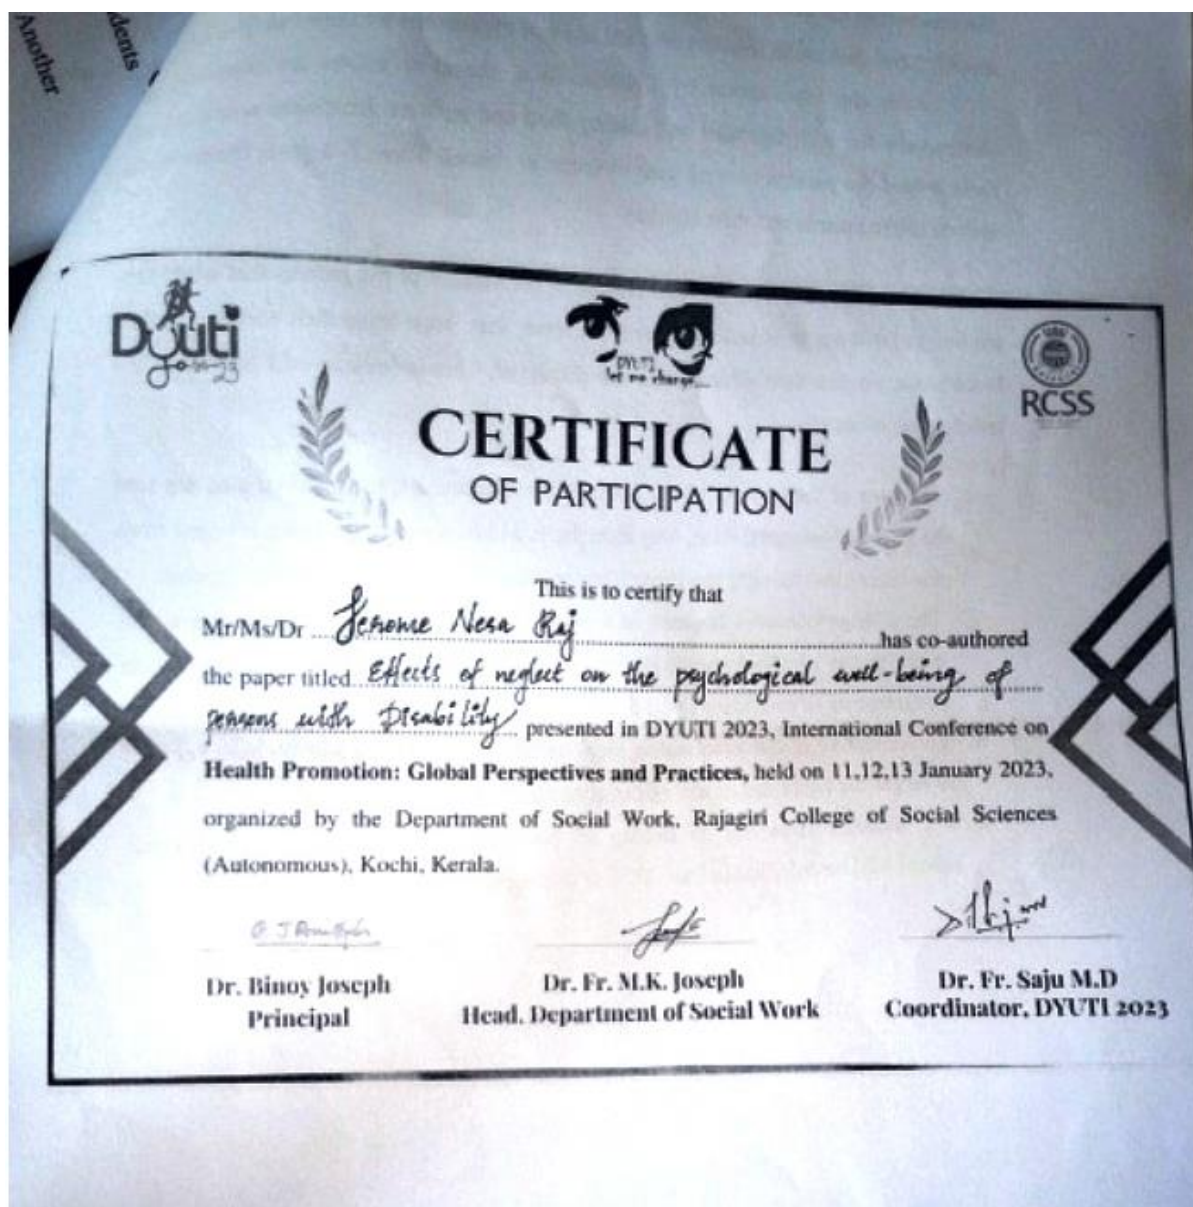 Another
dents
Dyuti
DYUTI
RCSS
CERTIFICATE
OF PARTICIPATION
This is to certify that
Mr/Ms/Dr Jerome Nesa Raj has co-authored
the paper titled Effects of neglect on the psychological well-being of
persons with Disability presented in DYUTI 2023, International Conference on
Health Promotion: Global Perspectives and Practices, held on 11,12,13 January 2023,
organized by the Department of Social Work, Rajagiri College of Social Sciences
(Autonomous), Kochi, Kerala.
Dr. Binoy Joseph
Principal
Dr. Fr. M.K. Joseph
Head, Department of Social Work
Dr. Fr. Saju M.D
Coordinator, DYUTI 2023